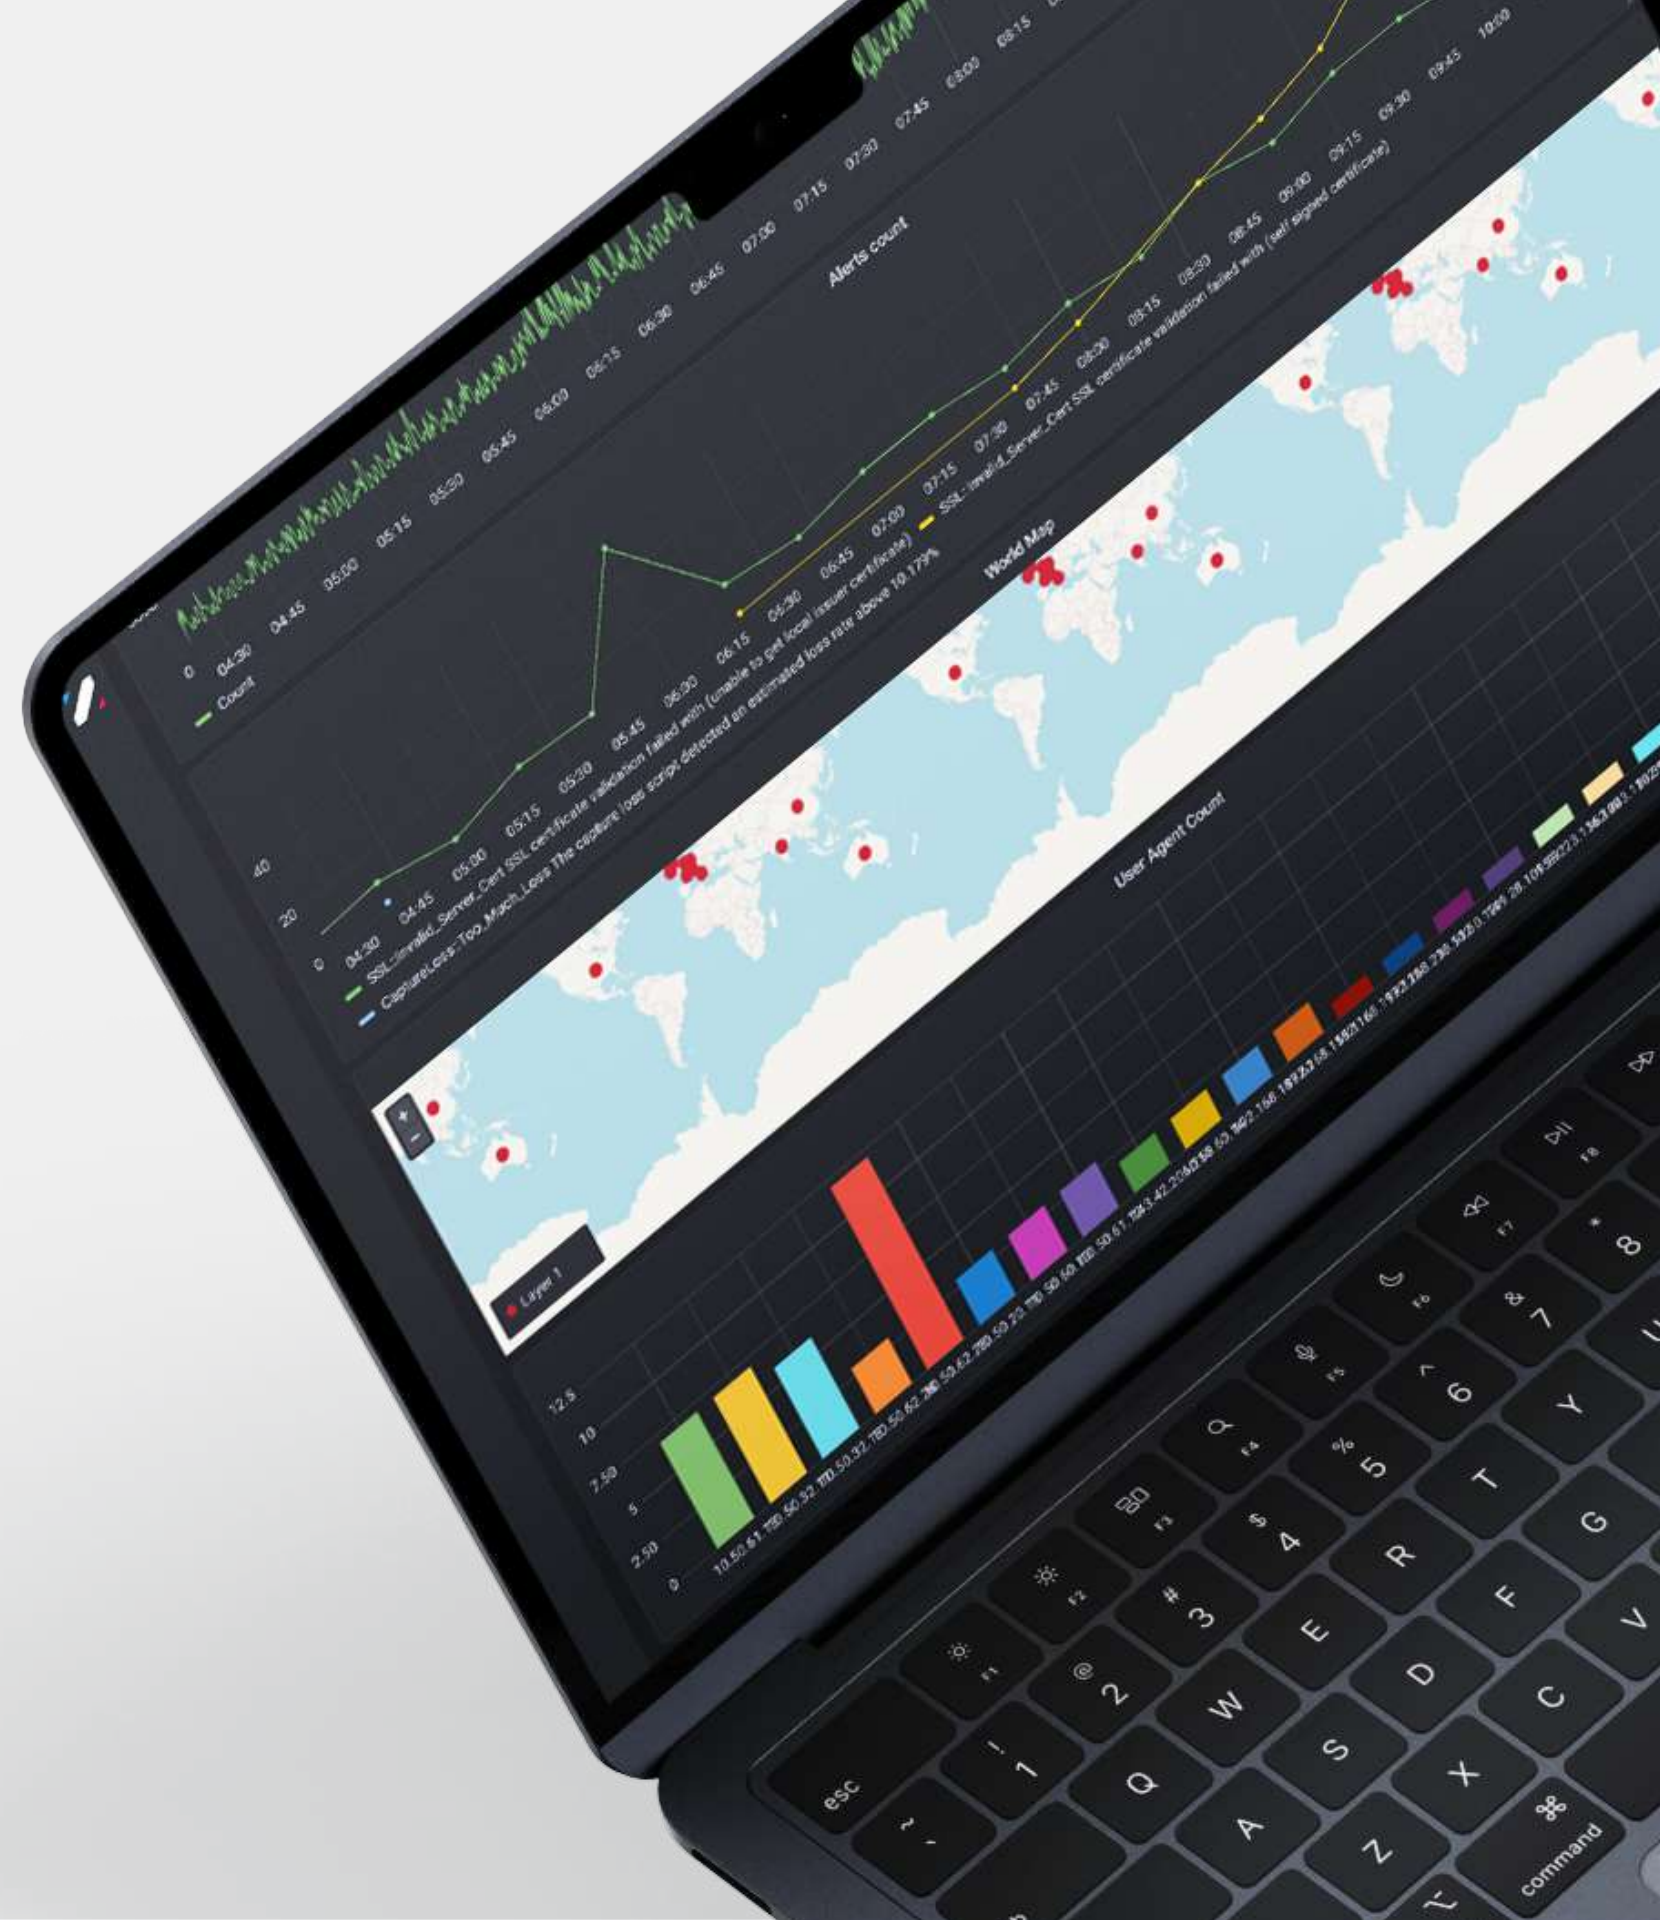 0
04:30 04:45 05:00 05:15 05:30 05:45 06:00 06:15 06:30 06:45 07:00 07:15 07:30 07:45 08:00 08:15
Count
Alerts count
40
20
0
04:30 04:45 05:00 05:15 05:30 05:45 06:00 06:15 06:30 06:45 07:00 07:15 07:30 07:45 08:00 08:15 08:30 08:45 09:00 09:15 09:30 09:45 10:00
SSL::Invalid_Server_Cert SSL certificate validation failed with (unable to get local issuer certificate)
SSL::Invalid_Server_Cert SSL certificate validation failed with (self signed certificate)
CaptureLoss::Too_Much_Loss The capture loss script detected an estimated loss rate above 10.179%
World Map
+
−
Layer 1
User Agent Count
12.5
10
7.50
5
2.50
0
esc
F1
F2
F3
F4
F5
F6
F7
F8
~
`
! 1
@ 2
# 3
$ 4
% 5
^ 6
& 7
* 8
Q W E R T Y U
A S D F G
Z X C V
⌥
⌘
command